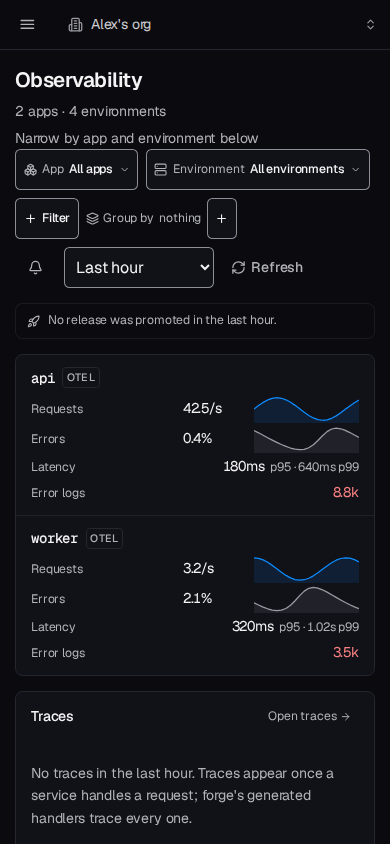 Alex's org
Observability
2 apps · 4 environments
Narrow by app and environment below
App All apps
Environment All environments
+ Filter
Group by nothing
+
Last hour
Refresh
No release was promoted in the last hour.
api OTEL
Requests 42.5/s
Errors 0.4%
Latency 180ms p95 · 640ms p99
Error logs 8.8k
worker OTEL
Requests 3.2/s
Errors 2.1%
Latency 320ms p95 · 1.02s p99
Error logs 3.5k
Traces
Open traces →
No traces in the last hour. Traces appear once a
service handles a request; forge's generated
handlers trace every one.